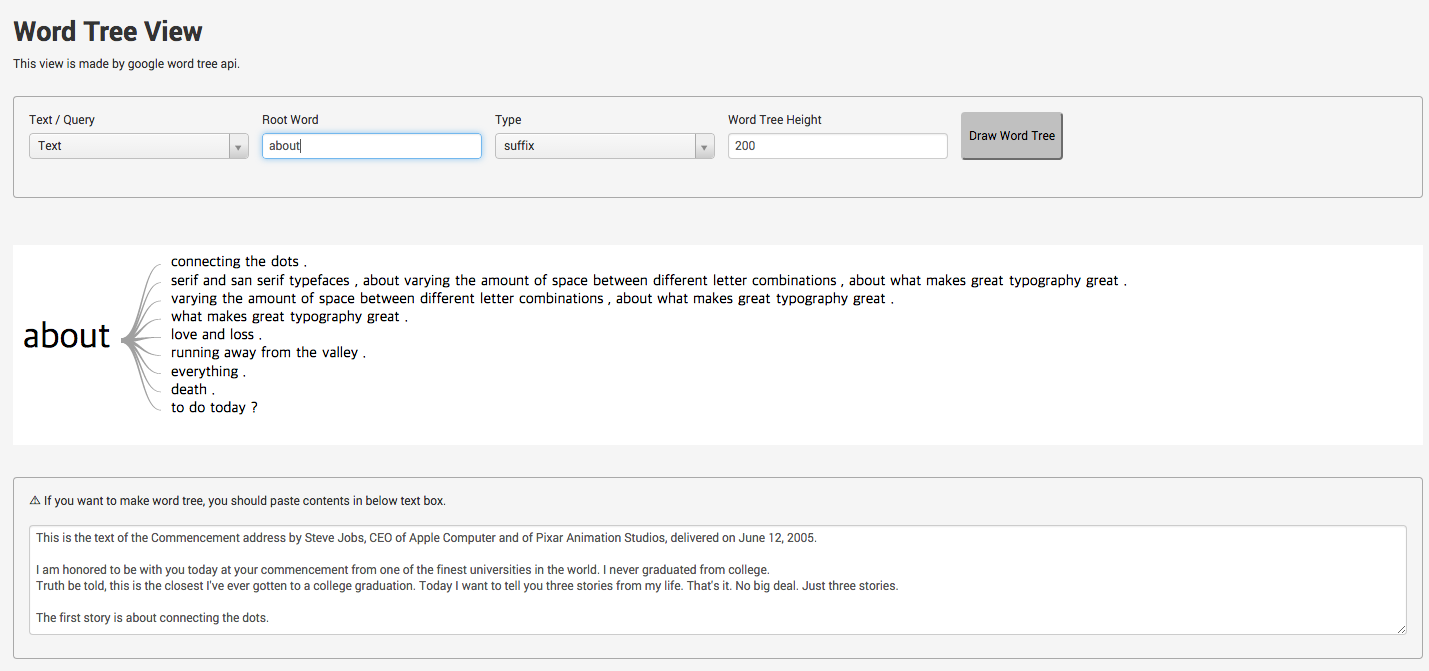 Word Tree View
This view is made by google word tree api.
Text / Query
Root Word
Type
Word Tree Height
Text
about
suffix
200
Draw Word Tree
about
connecting the dots .
serif and san serif typefaces , about varying the amount of space between different letter combinations , about what makes great typography great .
varying the amount of space between different letter combinations , about what makes great typography great .
what makes great typography great .
love and loss .
running away from the valley .
everything .
death .
to do today ?
⚠ If you want to make word tree, you should paste contents in below text box.
This is the text of the Commencement address by Steve Jobs, CEO of Apple Computer and of Pixar Animation Studios, delivered on June 12, 2005.
I am honored to be with you today at your commencement from one of the finest universities in the world. I never graduated from college.
Truth be told, this is the closest I've ever gotten to a college graduation. Today I want to tell you three stories from my life. That's it. No big deal. Just three stories.
The first story is about connecting the dots.